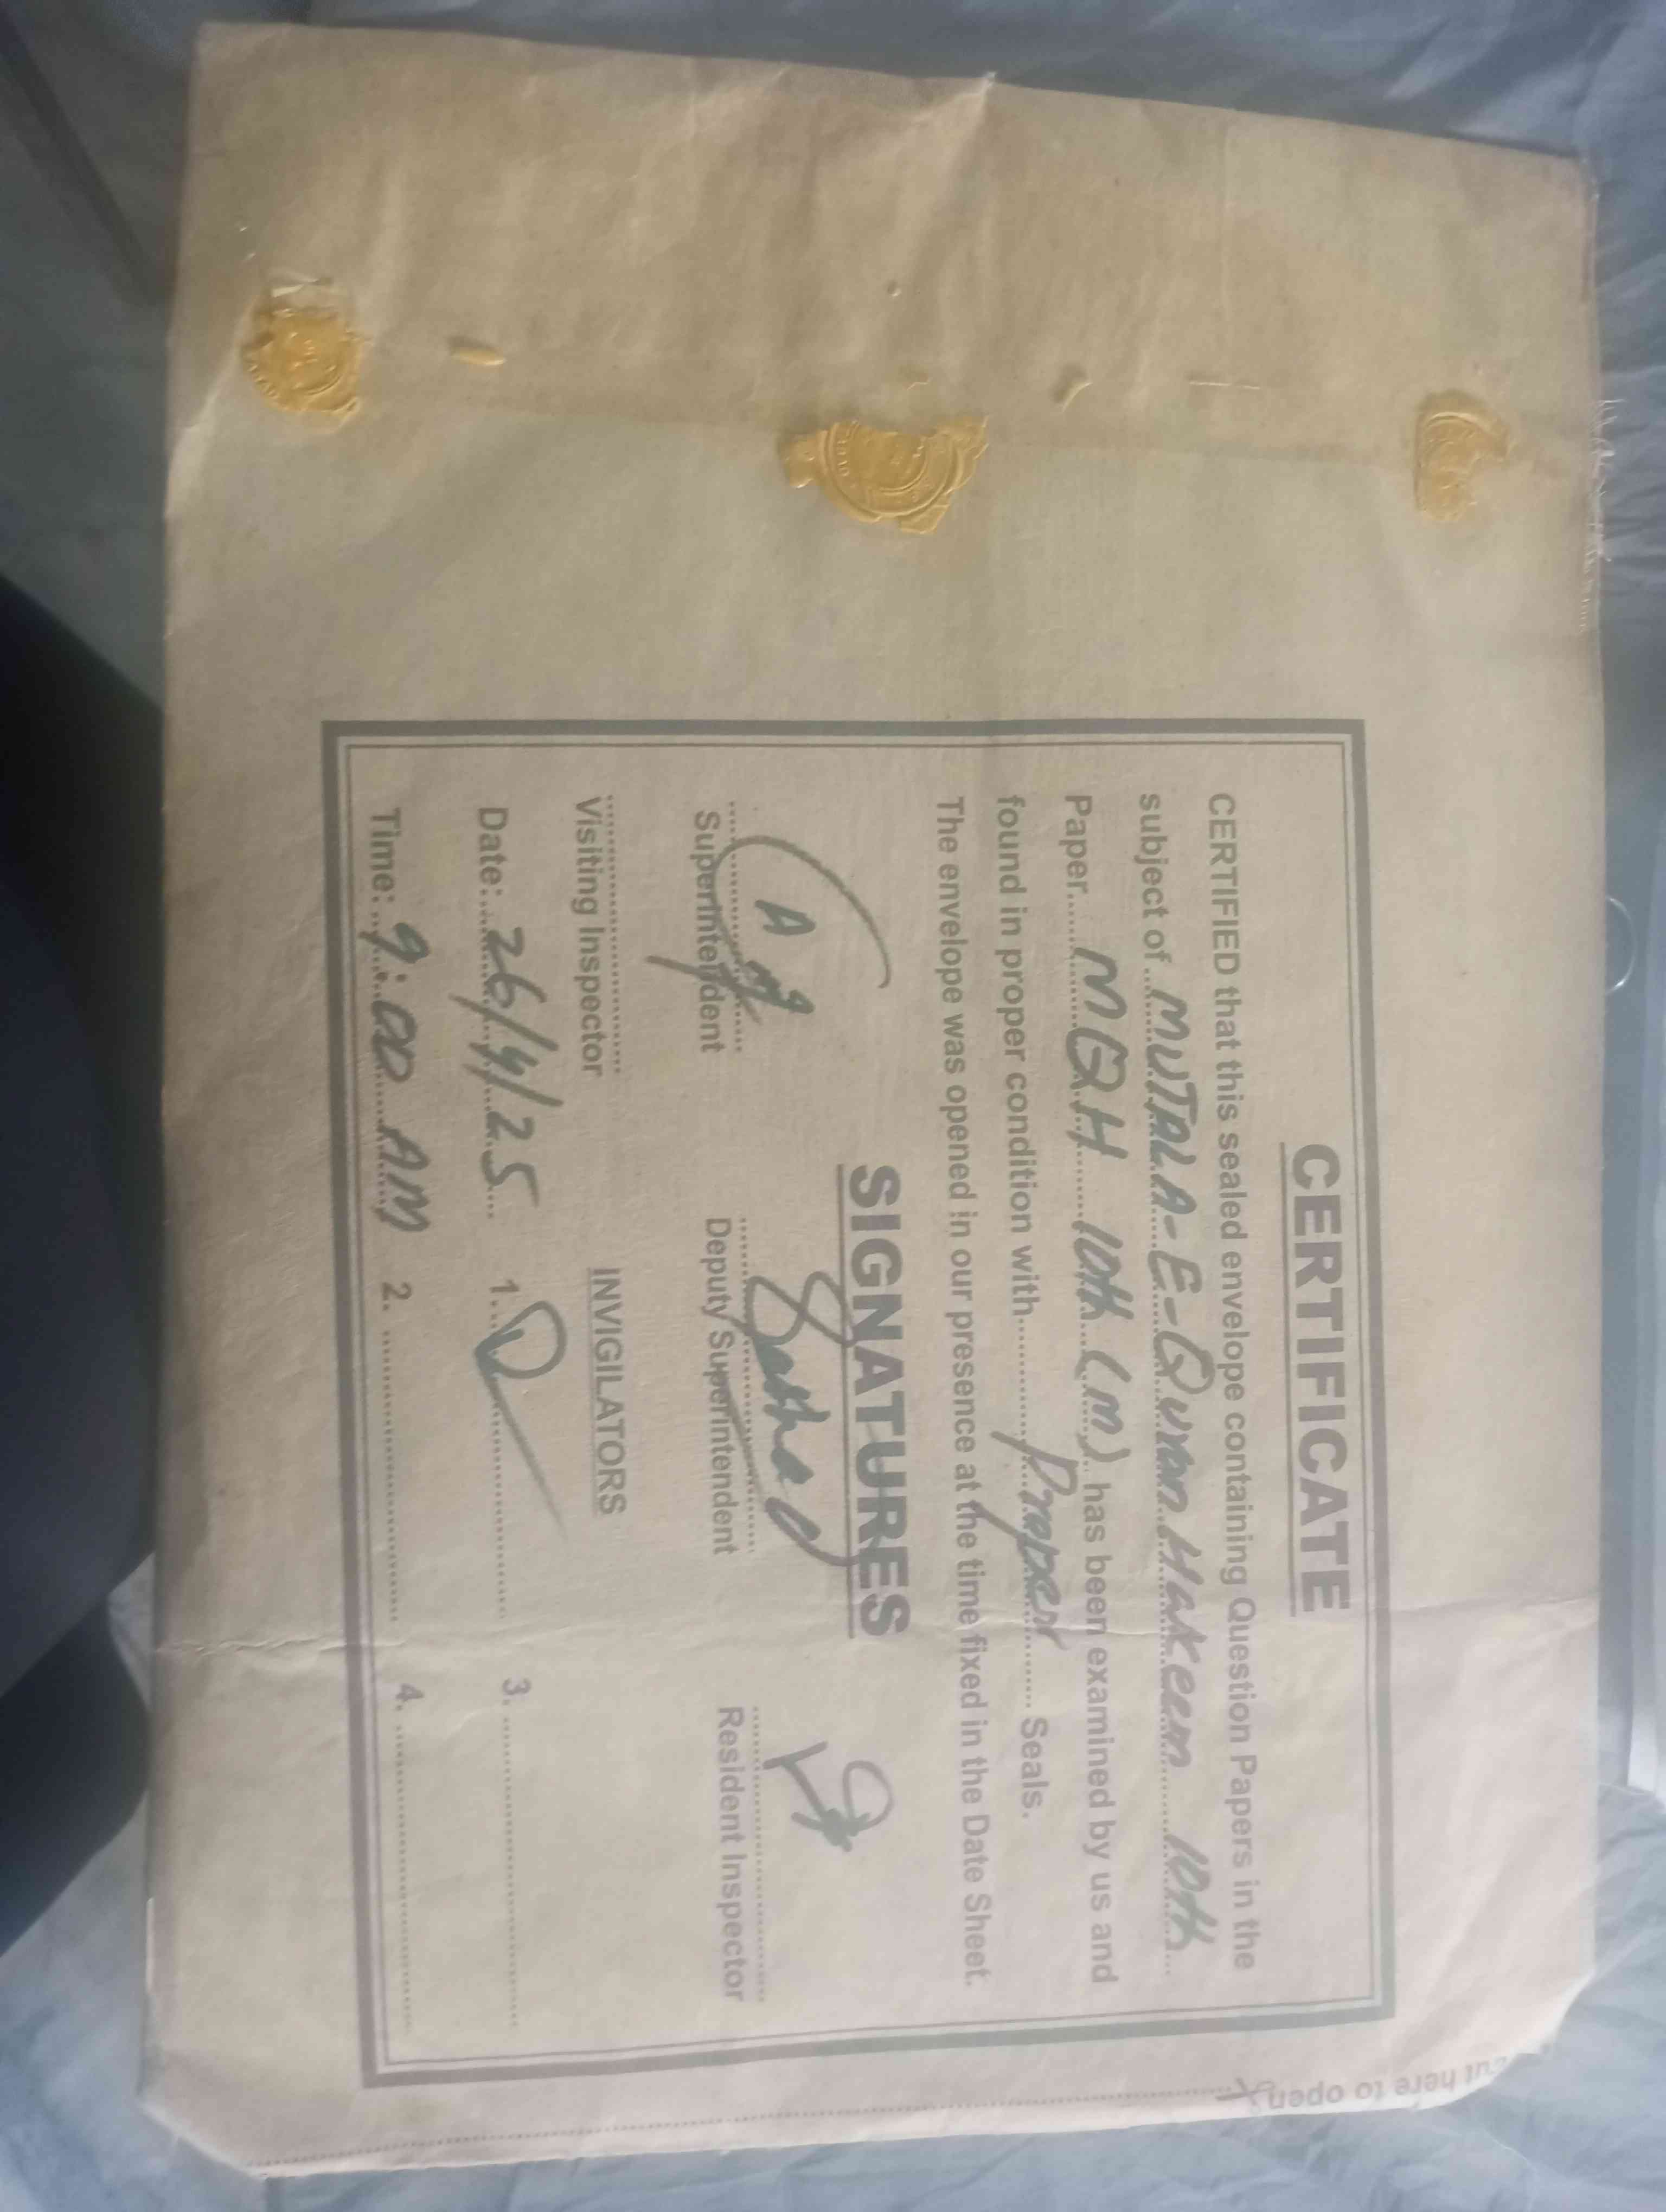 CERTIFICATE
CERTIFIED that this sealed envelope containing Question Papers in the
subject of MUTALA-E-Quran Hakeem 10th
Paper MQH 10th (M) has been examined by us and
found in proper condition with Proper Seals.
The envelope was opened in our presence at the time fixed in the Date Sheet.
SIGNATURES
Superintendent Deputy Superintendent Resident Inspector
Visiting Inspector INVIGILATORS
Date: 26/4/25 1. 3.
Time: 9:00 AM 2. 4.
cut here to open